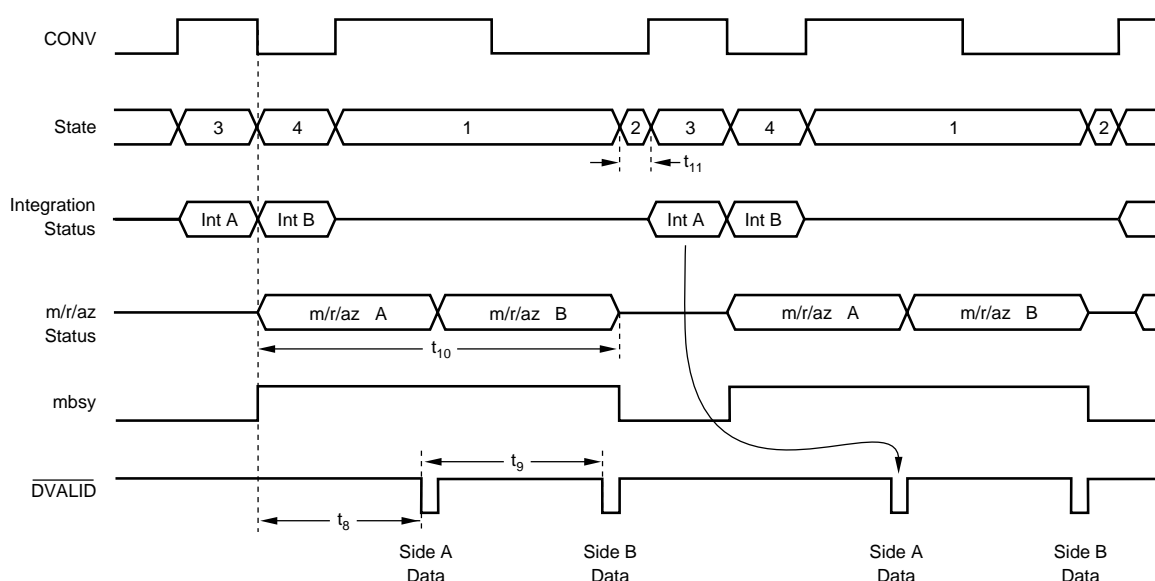 CONV
State
3
4
1
2
3
4
1
2
t11
Integration
Status
Int A
Int B
Int A
Int B
m/r/az
Status
m/r/az A
m/r/az B
m/r/az A
m/r/az B
t10
mbsy
DVALID
t9
t8
Side A
Data
Side B
Data
Side A
Data
Side B
Data